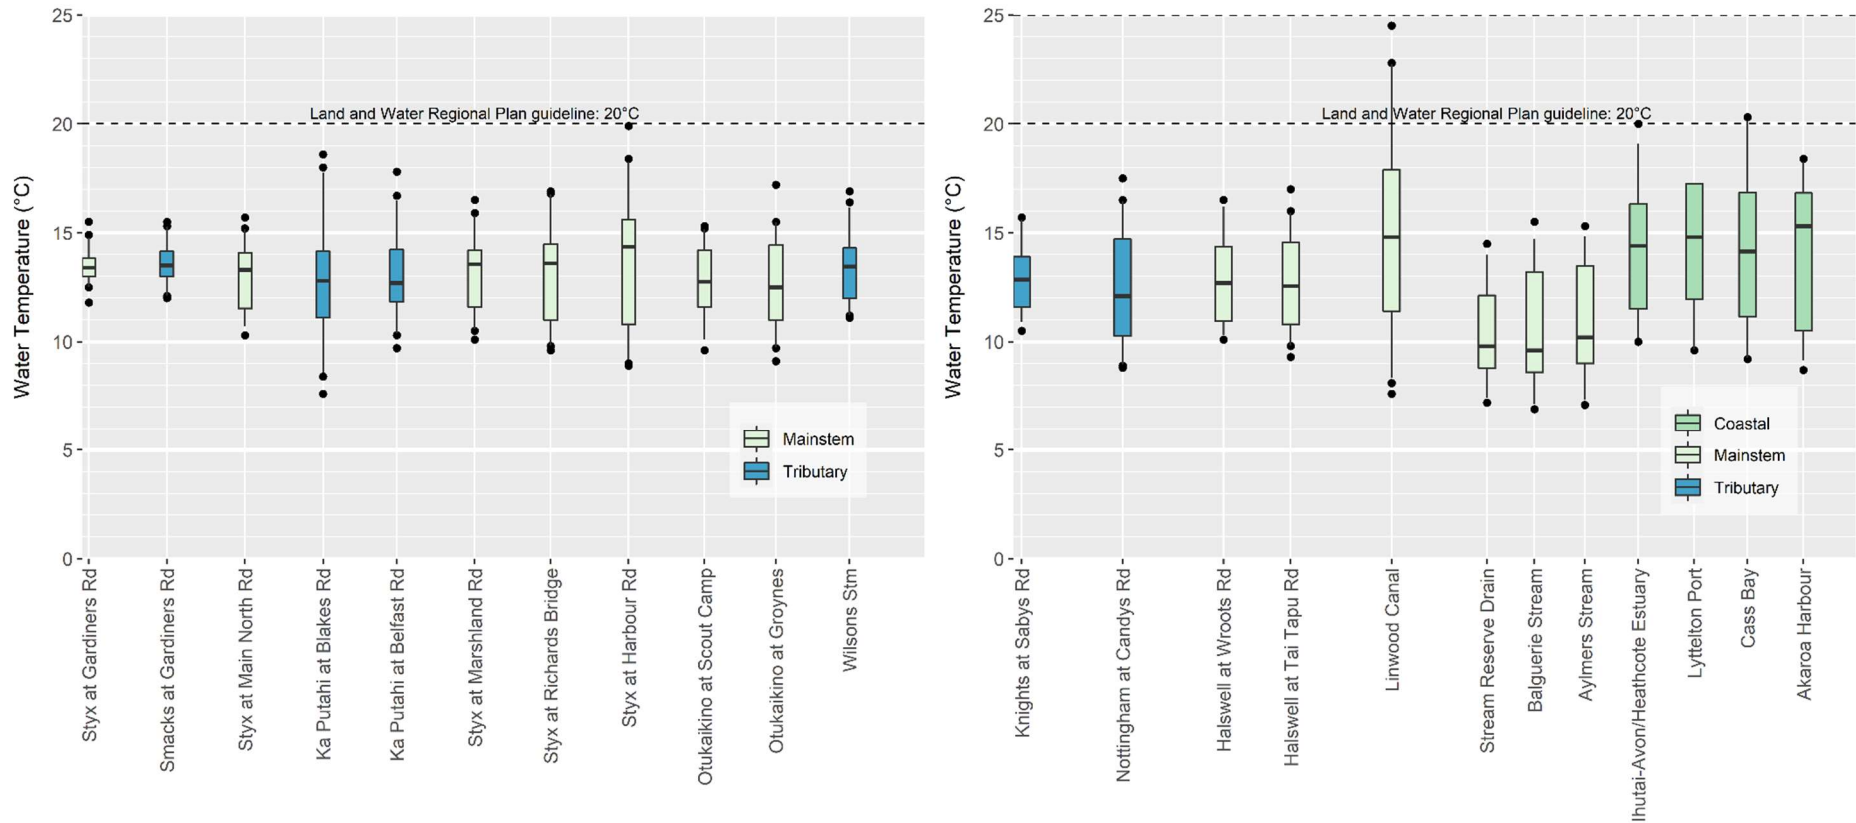 Water Temperature (°C)
25
20
15
10
5
0
Land and Water Regional Plan guideline: 20°C
Mainstem
Tributary
Styx at Gardiners Rd
Smacks at Gardiners Rd
Styx at Main North Rd
Ka Putahi at Blakes Rd
Ka Putahi at Belfast Rd
Styx at Marshland Rd
Styx at Richards Bridge
Styx at Harbour Rd
Otukaikino at Scout Camp
Otukaikino at Groynes
Wilsons Stm
Water Temperature (°C)
25
20
15
10
5
0
Land and Water Regional Plan guideline: 20°C
Coastal
Mainstem
Tributary
Knights at Sabys Rd
Nottingham at Candys Rd
Halswell at Wroots Rd
Halswell at Tai Tapu Rd
Linwood Canal
Stream Reserve Drain
Balguerie Stream
Aylmers Stream
Ihutai-Avon/Heathcote Estuary
Lyttelton Port
Cass Bay
Akaroa Harbour